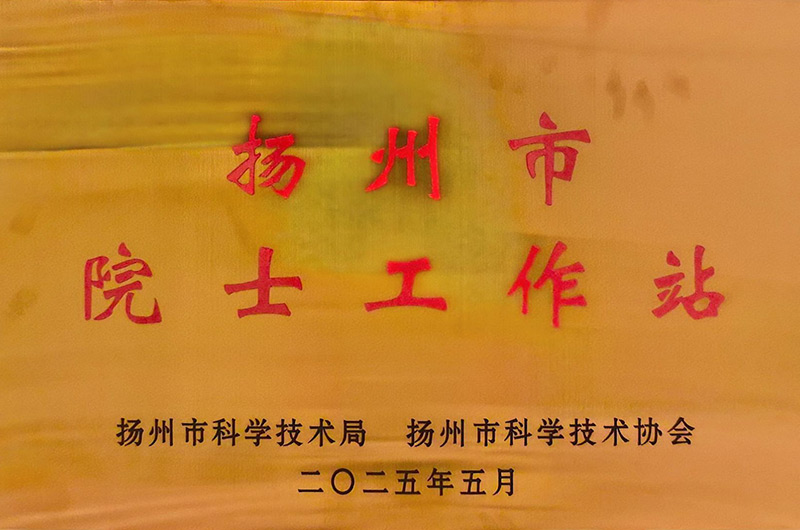 扬州市
院士工作站
扬州市科学技术局 扬州市科学技术协会
二〇二五年五月